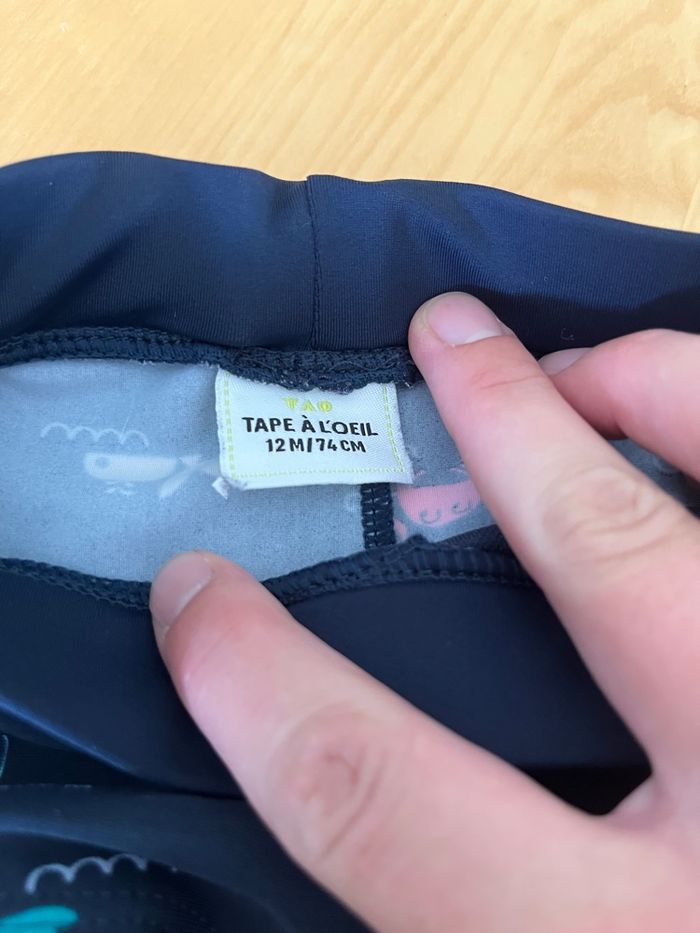 TAO
TAPE À L'OEIL
12M/74CM